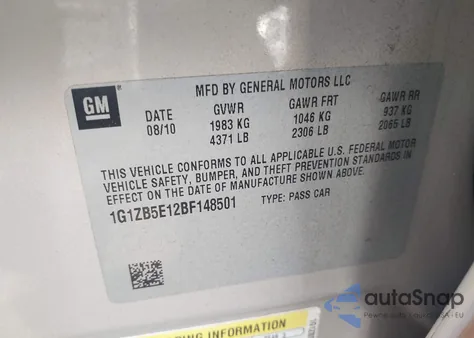 GM
MFD BY GENERAL MOTORS LLC
DATE GVWR GAWR FRT GAWR RR
08/10 1983 KG 1046 KG 937 KG
4371 LB 2306 LB 2065 LB
THIS VEHICLE CONFORMS TO ALL APPLICABLE U.S. FEDERAL MOTOR
VEHICLE SAFETY, BUMPER, AND THEFT PREVENTION STANDARDS IN
EFFECT ON THE DATE OF MANUFACTURE SHOWN ABOVE.
1G1ZB5E12BF148501 TYPE: PASS CAR
autoSnap
ING INFORMATION